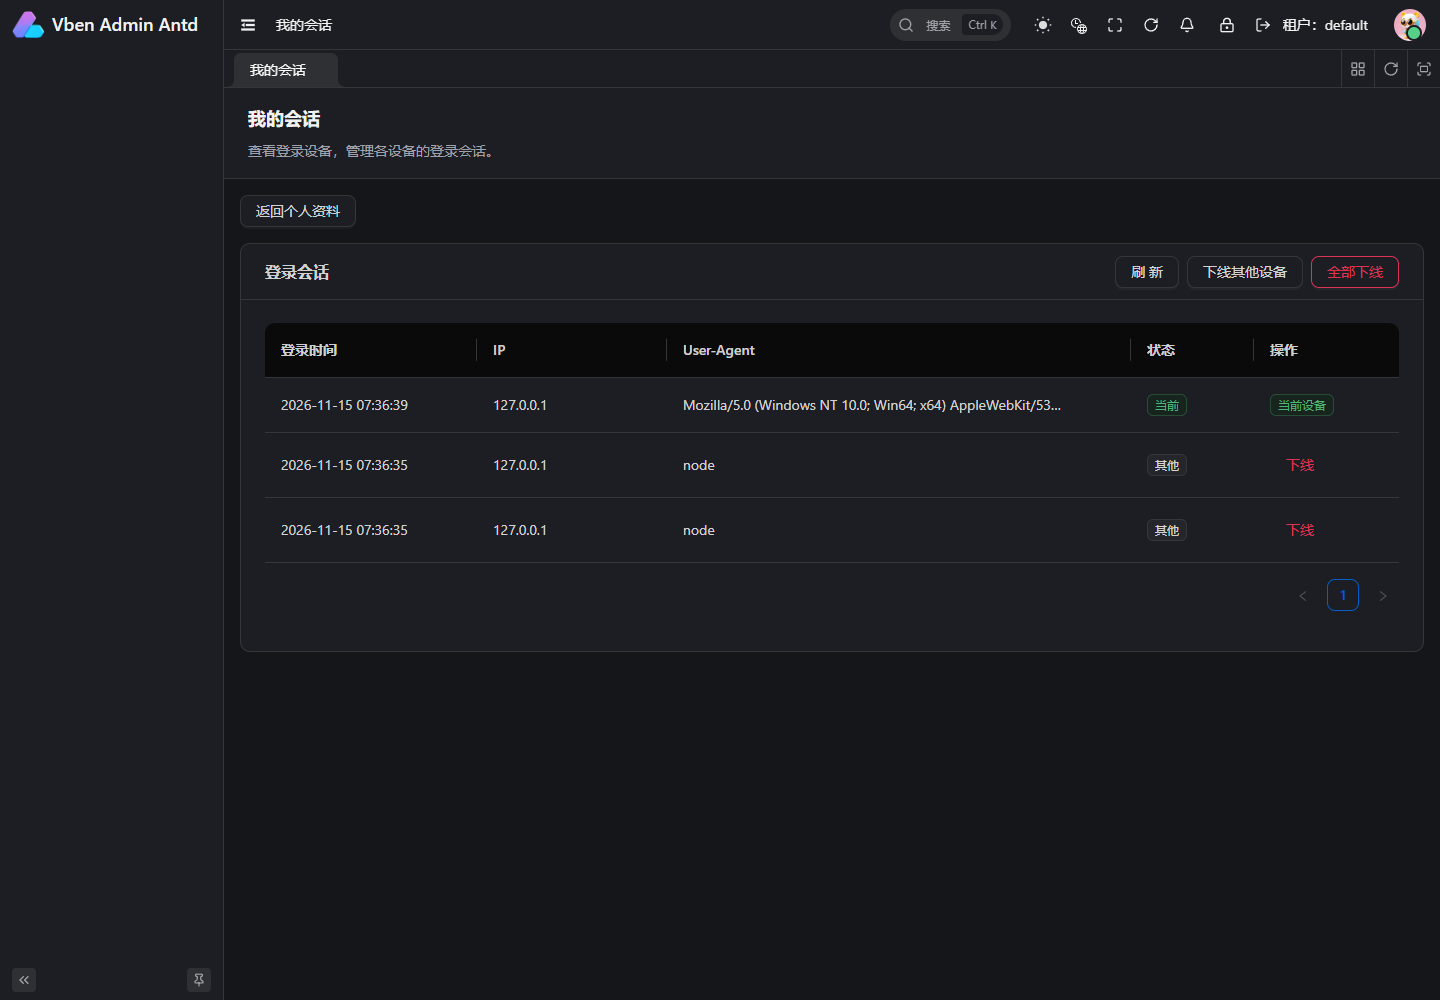 Vben Admin Antd
我的会话
搜索 Ctrl K
租户：default
我的会话
我的会话
查看登录设备，管理各设备的登录会话。
返回个人资料
登录会话
刷 新 下线其他设备 全部下线
登录时间 IP User-Agent 状态 操作
2026-11-15 07:36:39 127.0.0.1 Mozilla/5.0 (Windows NT 10.0; Win64; x64) AppleWebKit/53... 当前 当前设备
2026-11-15 07:36:35 127.0.0.1 node 其他 下线
2026-11-15 07:36:35 127.0.0.1 node 其他 下线
1